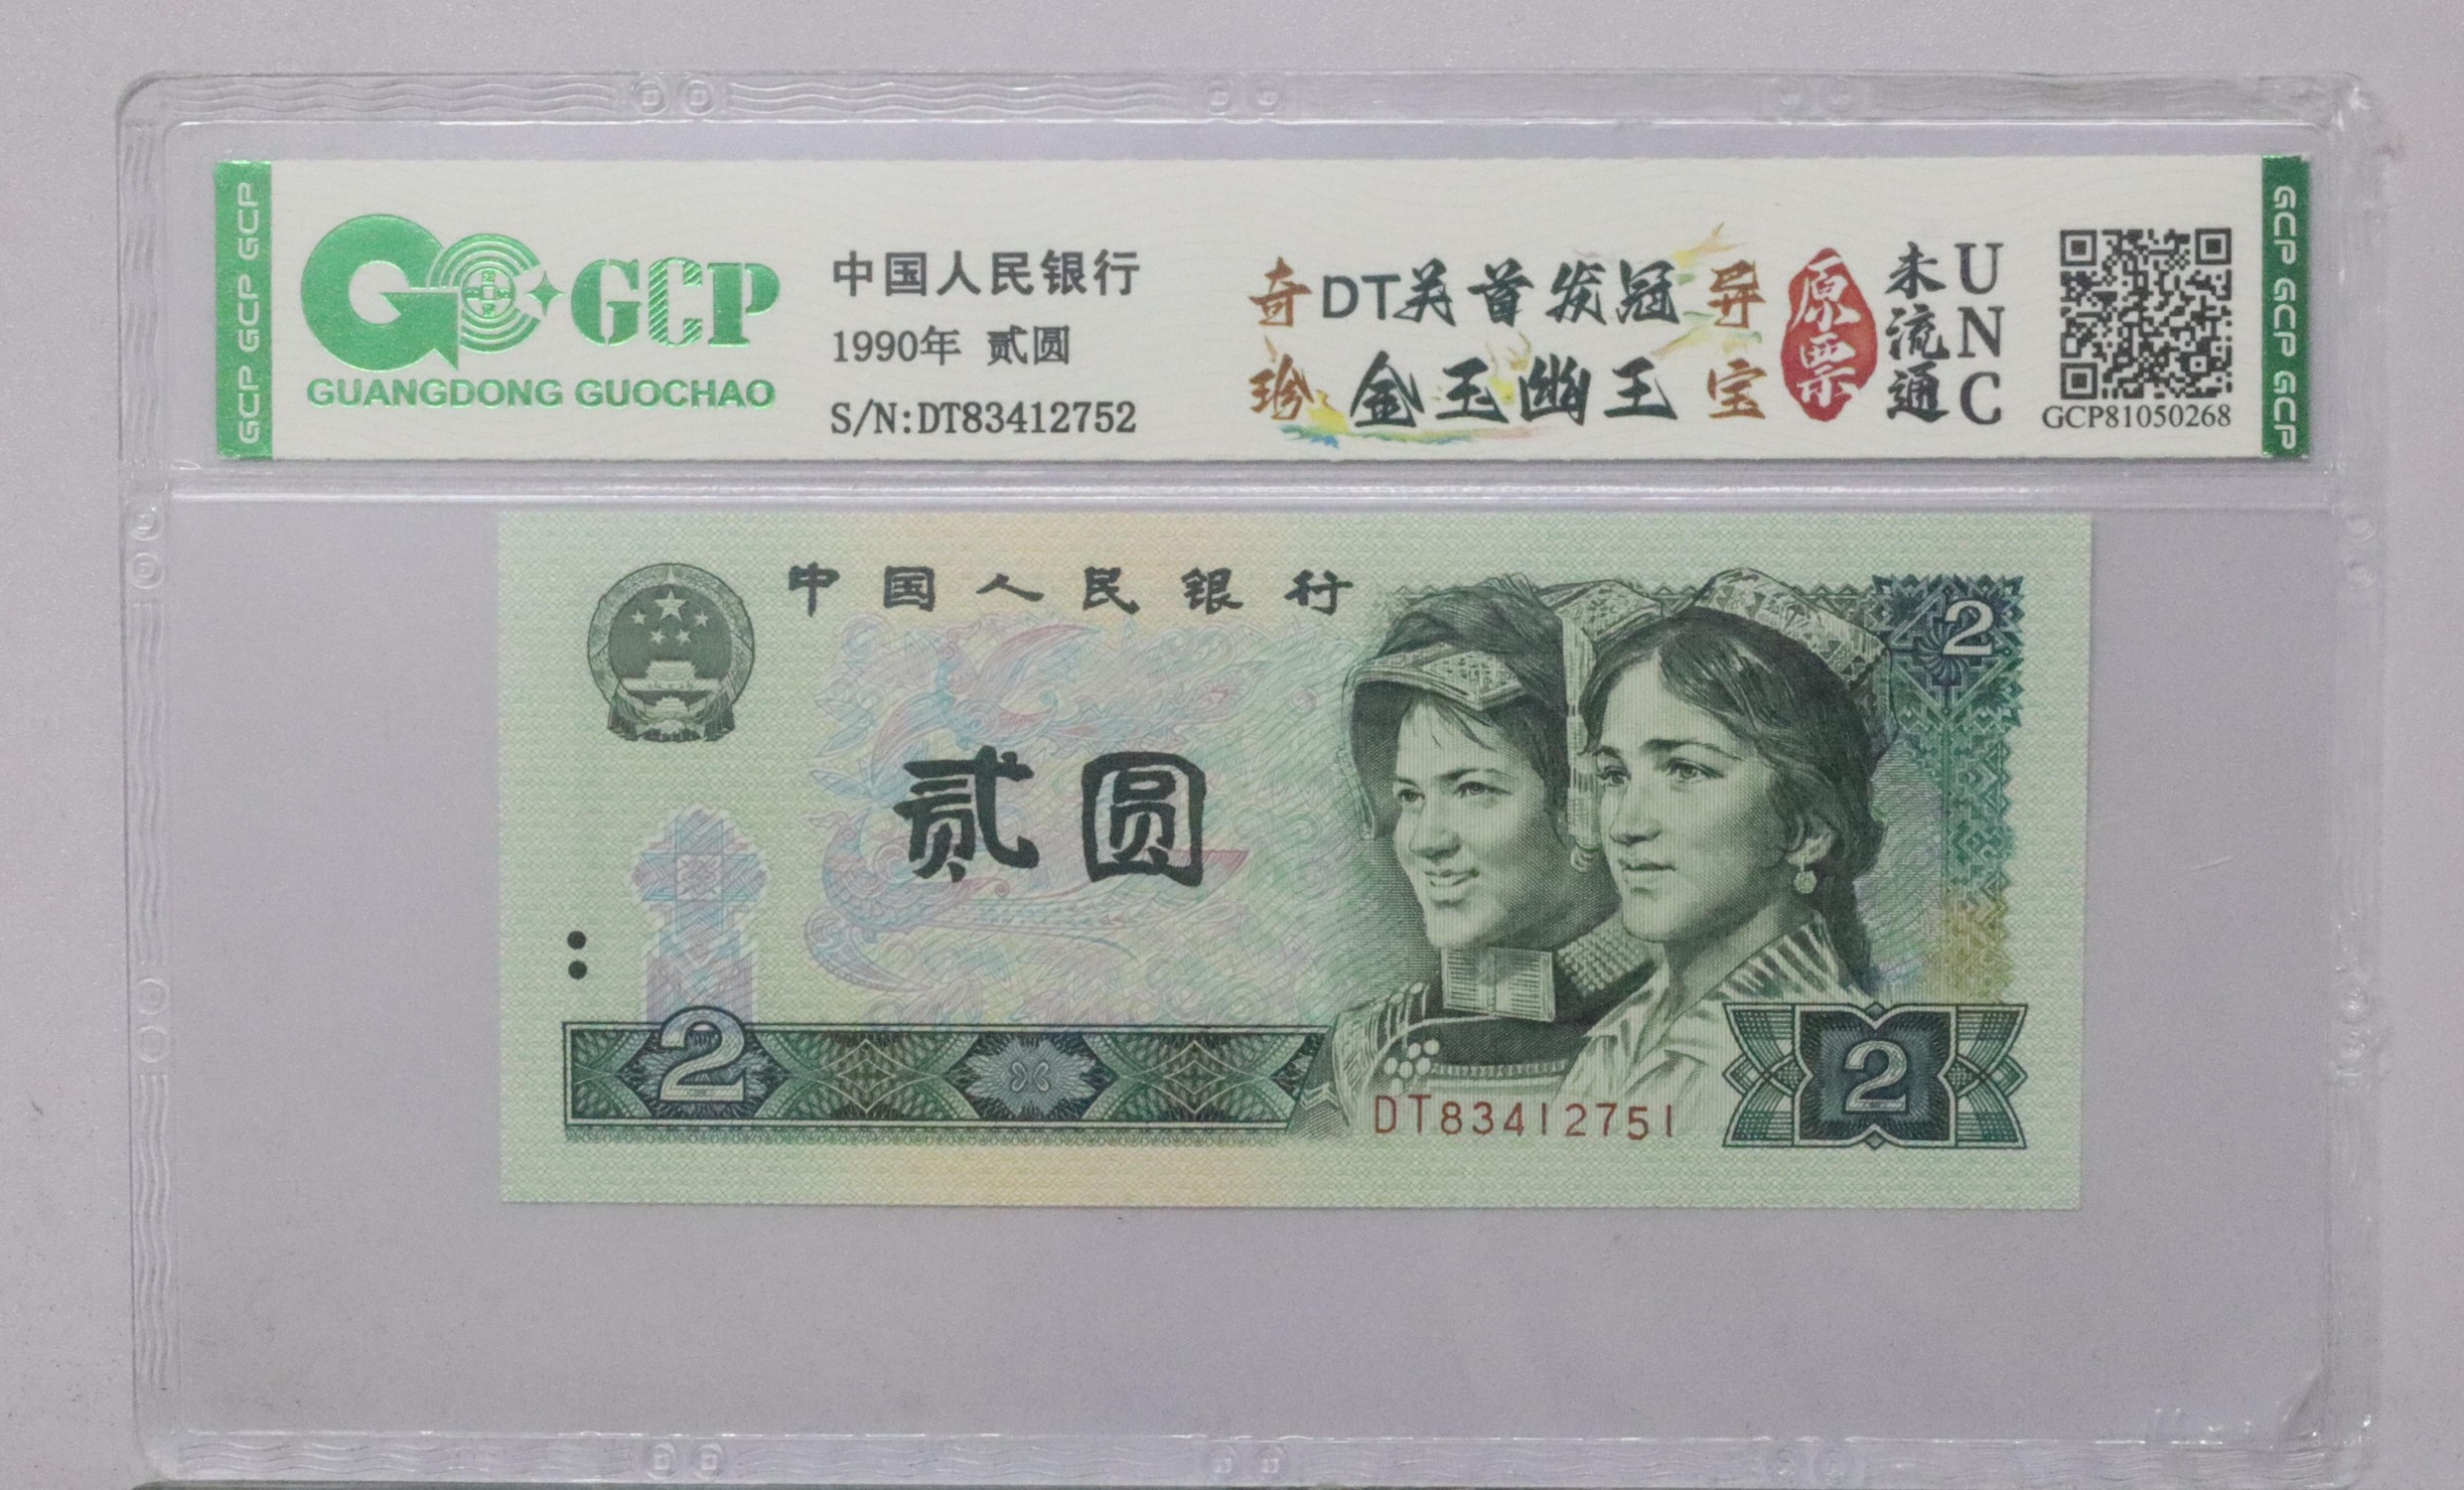 GCP GCP GCP
GCP
GUANGDONG GUOCHAO
中国人民银行
1990年 贰圆
S/N:DT83412752
奇 DT关首发冠 异
珍 金玉幽王 宝
原票
未流通
UNC
GCP81050268
GCP GCP GCP
中国人民银行
2
贰圆
2
2
DT83412751